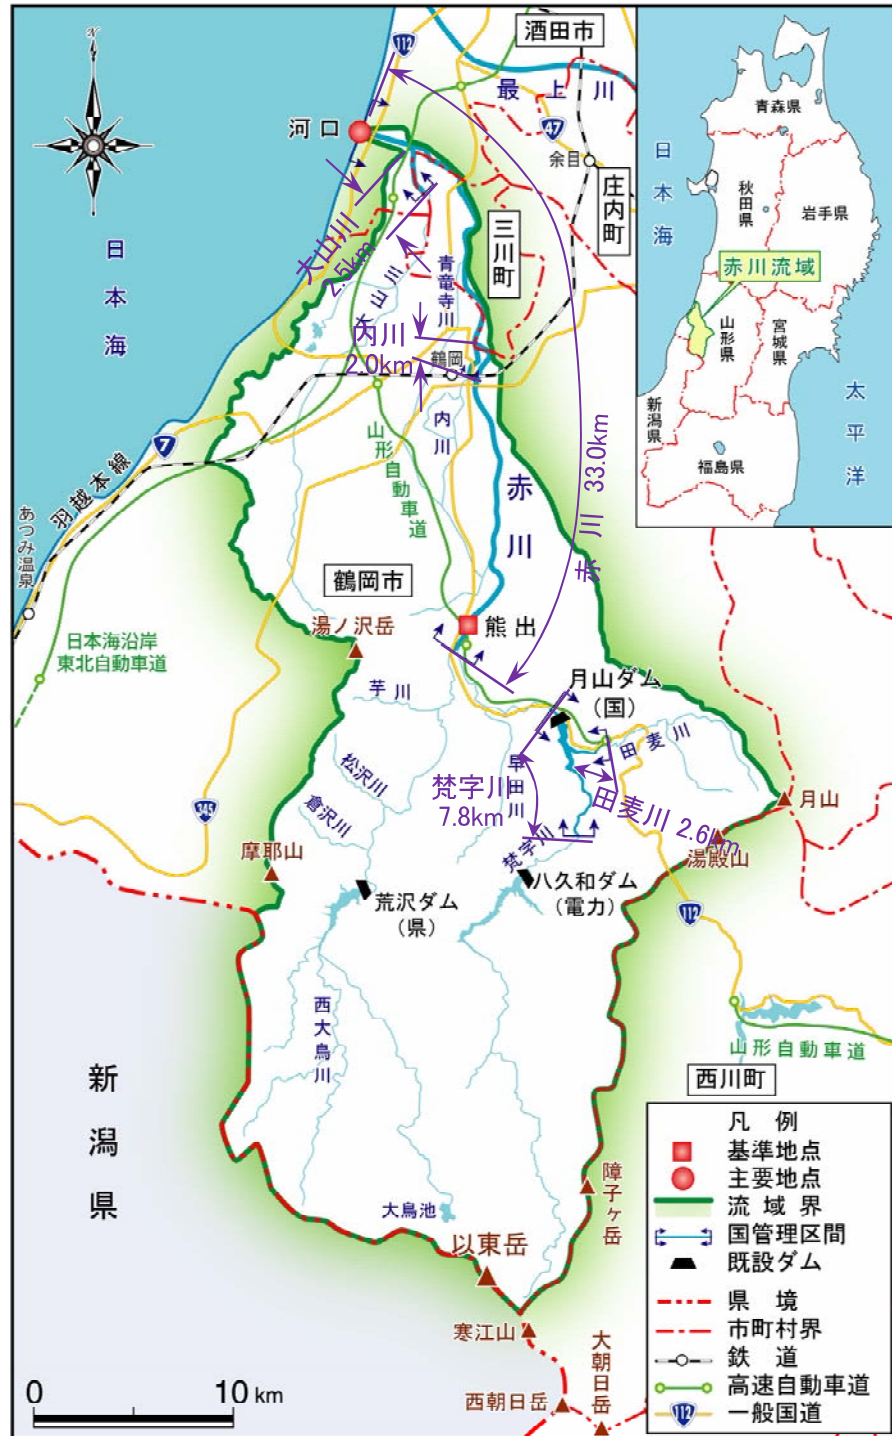 酒田市
112
最上川
47
河口
余目
庄内町
三川町
日本海
大山川
2.5km
大山川
青竜寺川
内川
2.0km
鶴岡
内川
7
羽越本線
山形自動車道
赤川
赤川 33.0km
あつみ温泉
鶴岡市
熊出
湯ノ沢岳
日本海沿岸
東北自動車道
芋川
月山ダム
(国)
田麦川
松沢川
早田川
梵字川
7.8km
田麦川 2.6km
倉沢川
345
月山
摩耶山
梵字川
湯殿山
八久和ダム
(電力)
荒沢ダム
(県)
112
西大鳥川
山形自動車道
西川町
新潟県
障子ヶ岳
大鳥池
以東岳
寒江山
大朝日岳
西朝日岳
0 10 km
N
青森県
日本海
秋田県
岩手県
赤川流域
山形県
宮城県
新潟県
太平洋
福島県
凡例
基準地点
主要地点
流域界
国管理区間
既設ダム
県境
市町村界
鉄道
高速自動車道
112
一般国道